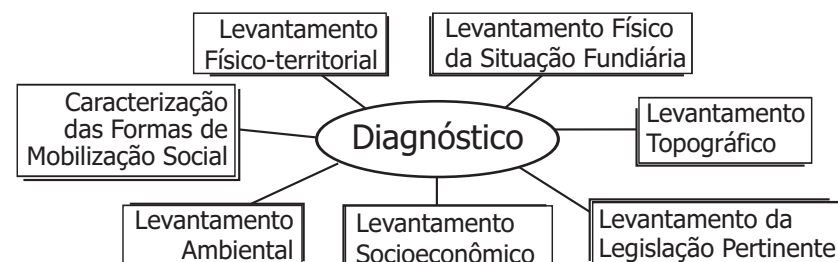 Levantamento
Físico-territorial
Levantamento Físico
da Situação Fundiária
Caracterização
das Formas de
Mobilização Social
Diagnóstico
Levantamento
Topográfico
Levantamento
Ambiental
Levantamento
Socioeconômico
Levantamento da
Legislação Pertinente